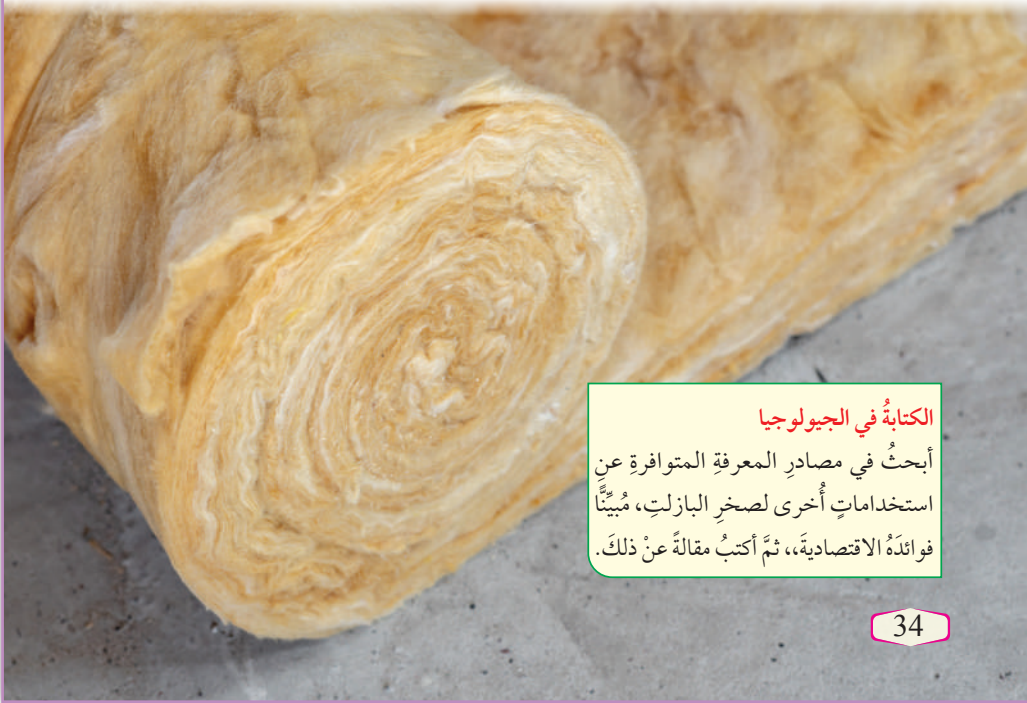 الكتابةُ في الجيولوجيا
أبحثُ في مصادرِ المعرفةِ المتوافرةِ عنِ
استخداماتٍ أُخرى لصخرِ البازلتِ، مُبيِّنًّا
فوائدَهُ الاقتصاديةَ،، ثمَّ أكتبُ مقالةً عنْ ذلكَ.
34